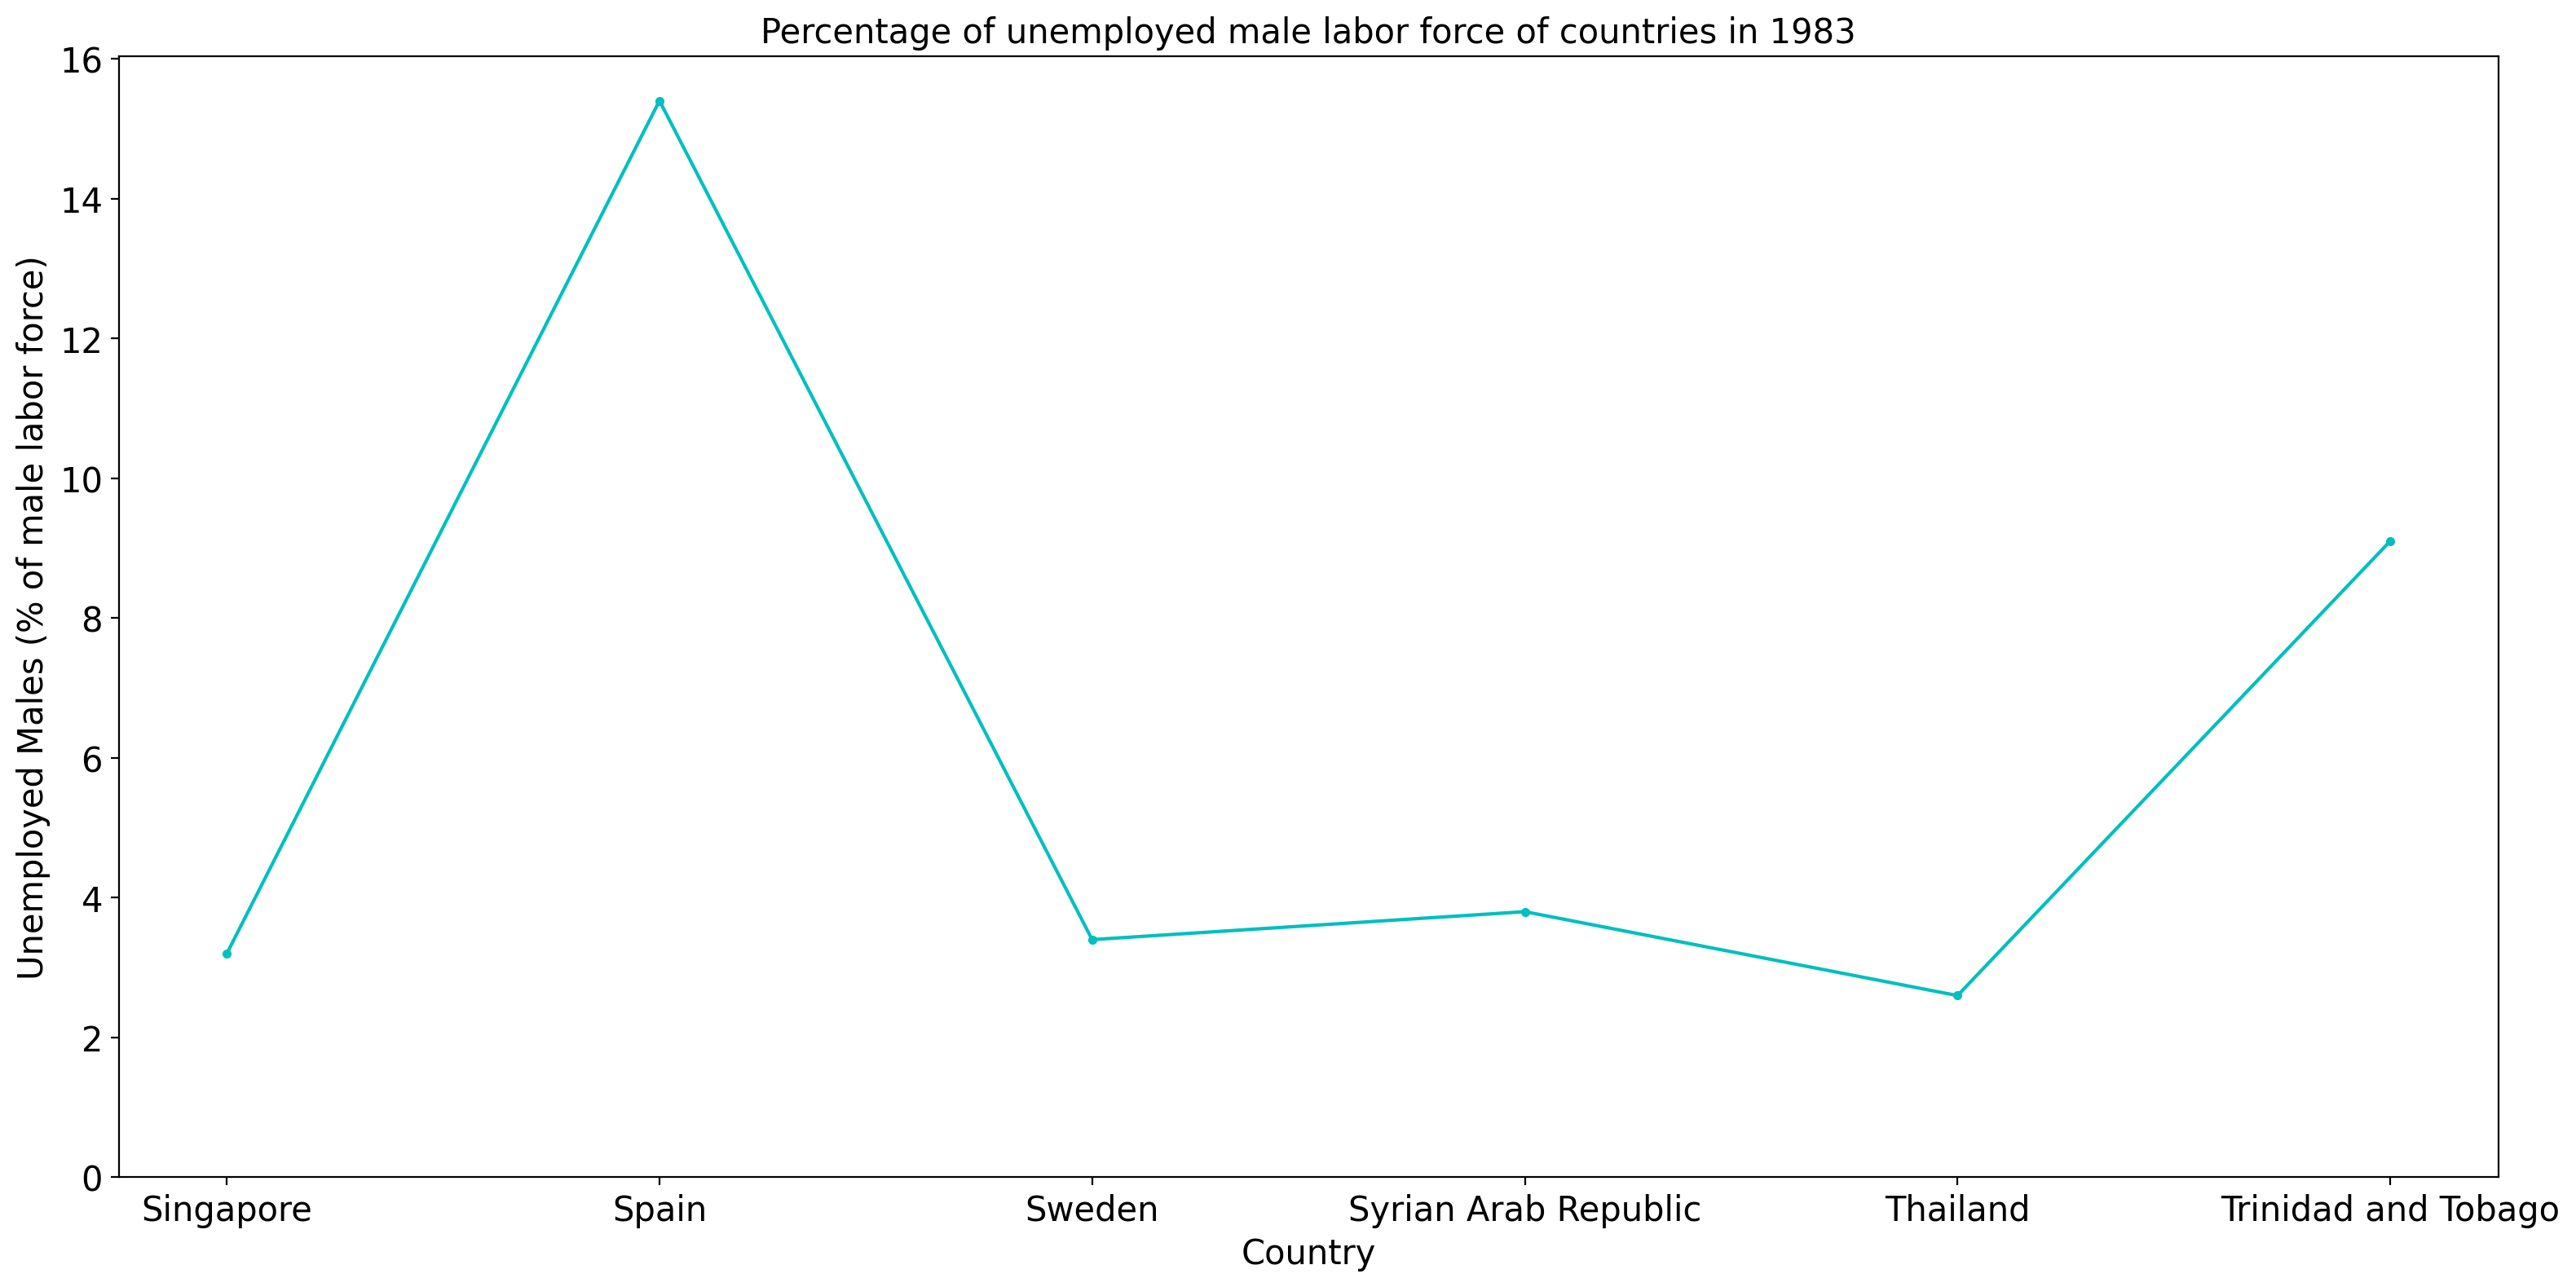 Percentage of unemployed male labor force of countries in 1983
Unemployed Males (% of male labor force)
16
14
12
10
8
6
4
2
0
Singapore Spain Sweden Syrian Arab Republic Thailand Trinidad and Tobago
Country